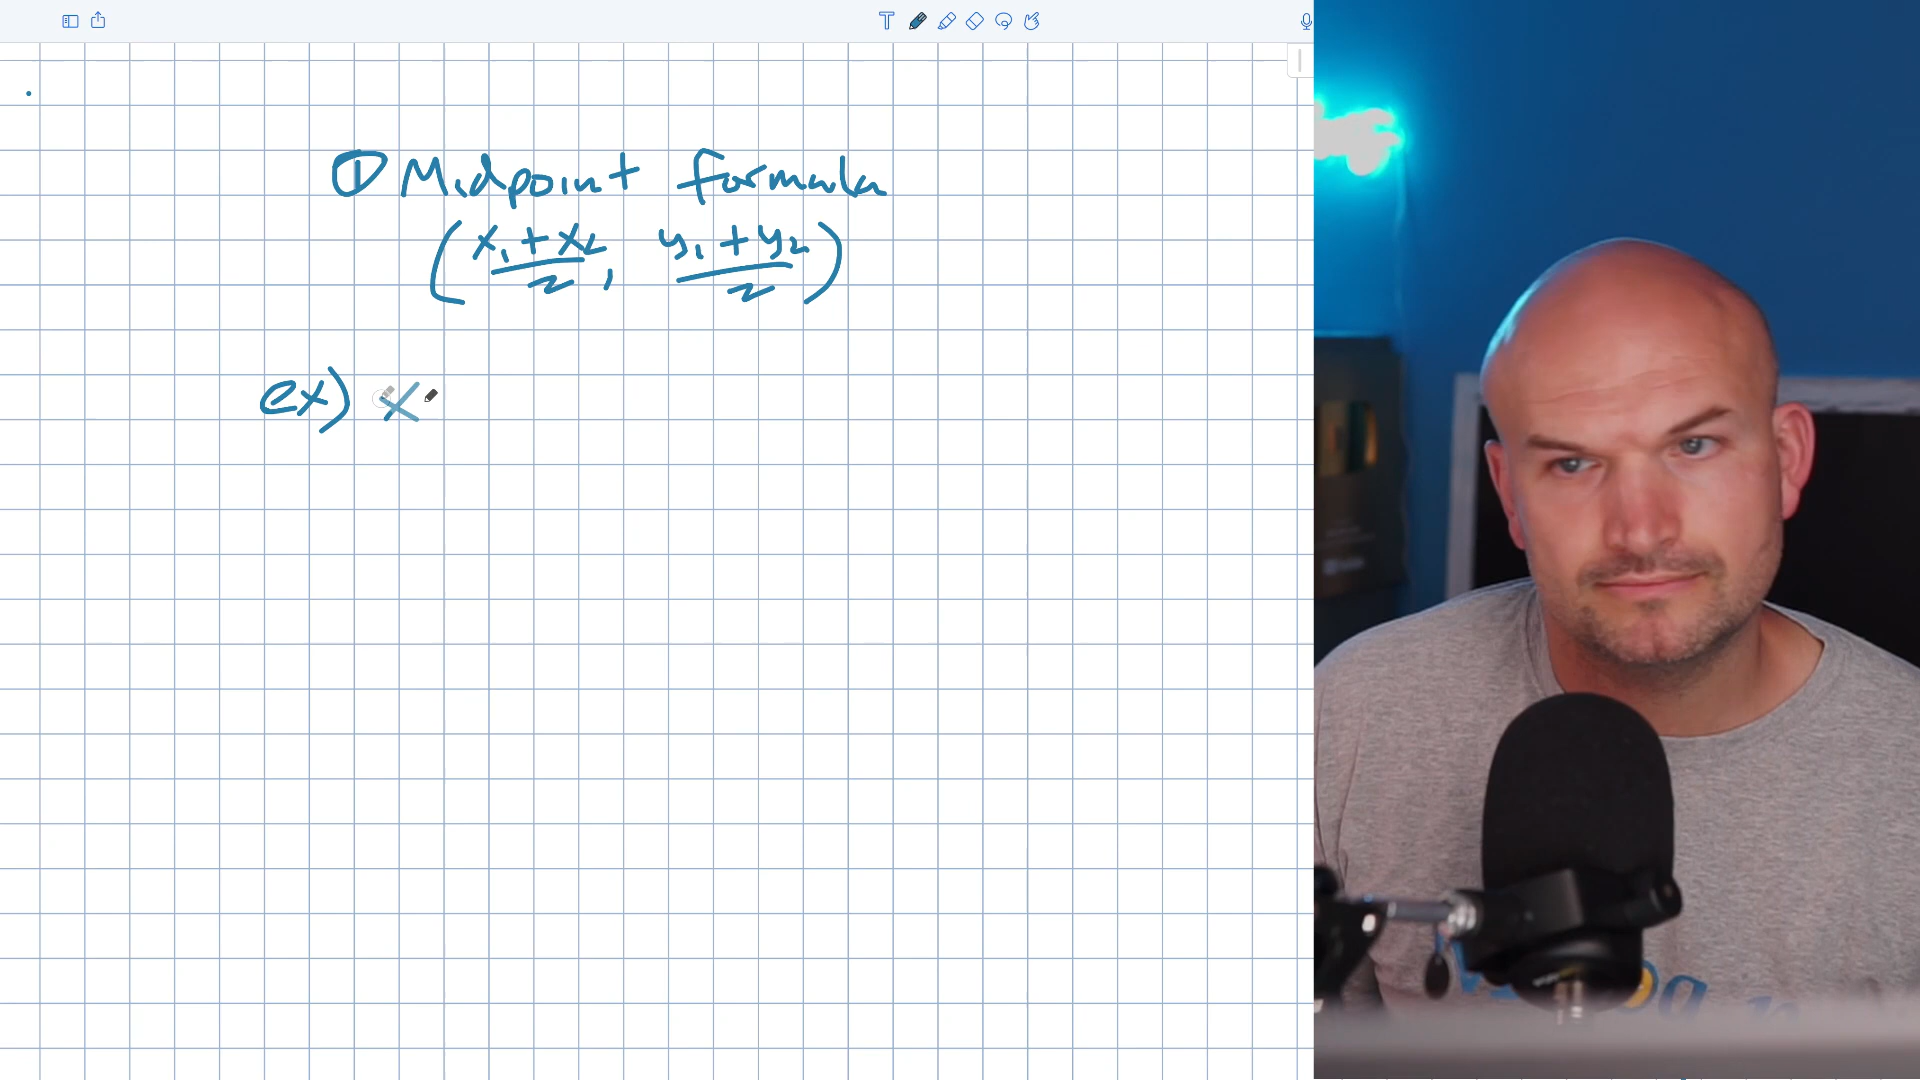 ① Midpoint formula
(x₁ + x₂ / 2, y₁ + y₂ / 2)
ex) x